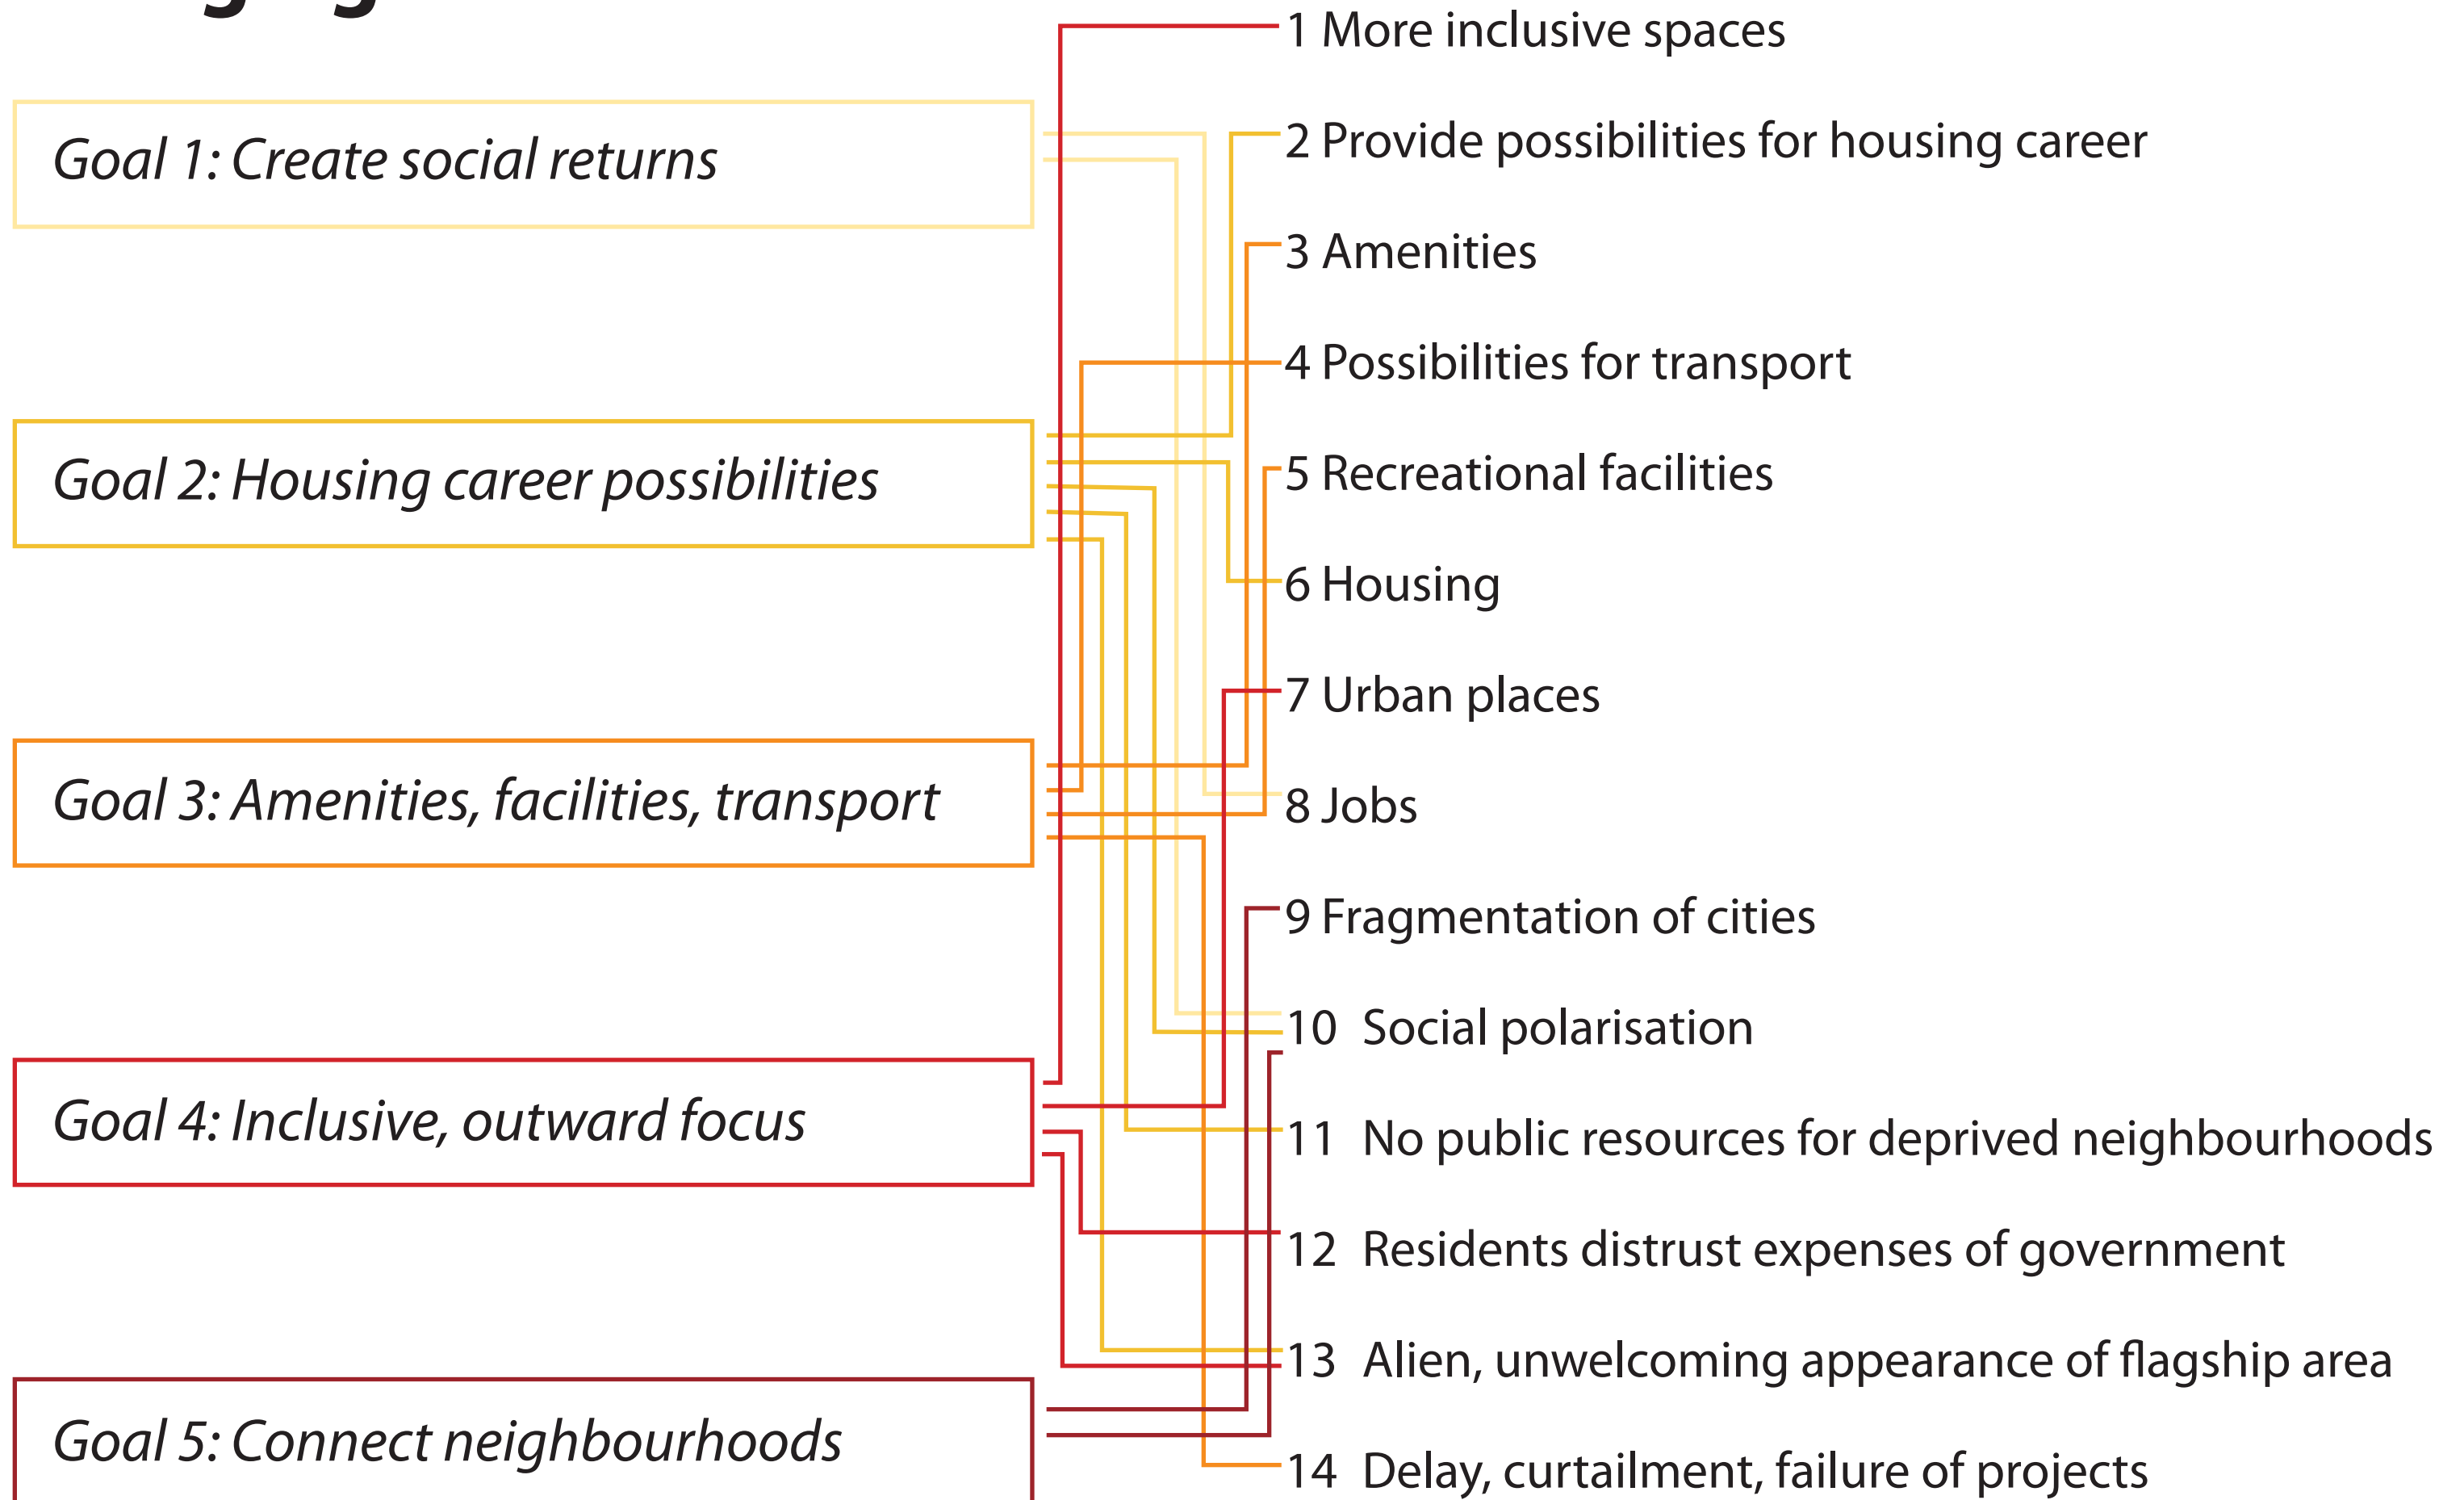 Goal 1: Create social returns
Goal 2: Housing career possibilities
Goal 3: Amenities, facilities, transport
Goal 4: Inclusive, outward focus
Goal 5: Connect neighbourhoods
1 More inclusive spaces
2 Provide possibilities for housing career
3 Amenities
4 Possibilities for transport
5 Recreational facilities
6 Housing
7 Urban places
8 Jobs
9 Fragmentation of cities
10 Social polarisation
11 No public resources for deprived neighbourhoods
12 Residents distrust expenses of government
13 Alien, unwelcoming appearance of flagship area
14 Delay, curtailment, failure of projects